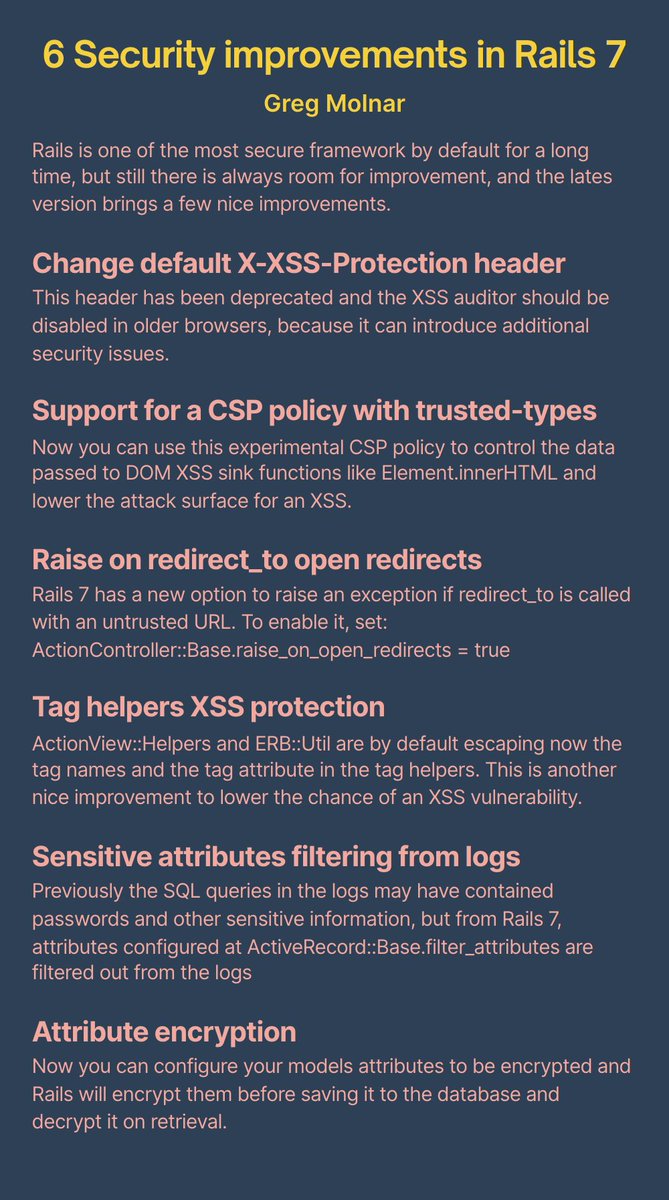 6 Security improvements in Rails 7
Greg Molnar
Rails is one of the most secure framework by default for a long
time, but still there is always room for improvement, and the lates
version brings a few nice improvements.
Change default X-XSS-Protection header
This header has been deprecated and the XSS auditor should be
disabled in older browsers, because it can introduce additional
security issues.
Support for a CSP policy with trusted-types
Now you can use this experimental CSP policy to control the data
passed to DOM XSS sink functions like Element.innerHTML and
lower the attack surface for an XSS.
Raise on redirect_to open redirects
Rails 7 has a new option to raise an exception if redirect_to is called
with an untrusted URL. To enable it, set:
ActionController::Base.raise_on_open_redirects = true
Tag helpers XSS protection
ActionView::Helpers and ERB::Util are by default escaping now the
tag names and the tag attribute in the tag helpers. This is another
nice improvement to lower the chance of an XSS vulnerability.
Sensitive attributes filtering from logs
Previously the SQL queries in the logs may have contained
passwords and other sensitive information, but from Rails 7,
attributes configured at ActiveRecord::Base.filter_attributes are
filtered out from the logs
Attribute encryption
Now you can configure your models attributes to be encrypted and
Rails will encrypt them before saving it to the database and
decrypt it on retrieval.